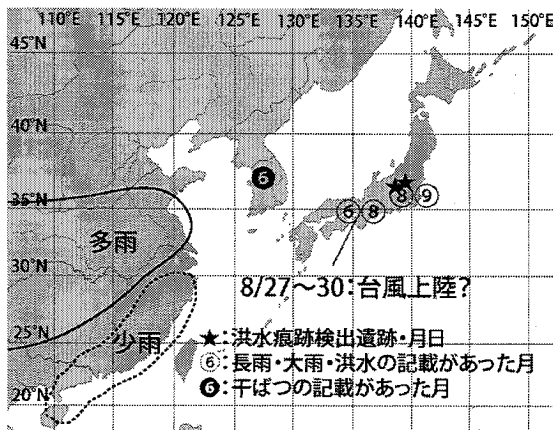 110°E 115°E 120°E 125°E 130°E 135°E 140°E 145°E 150°E
45°N
40°N
❻
⑧ ⑨
35°N
⑥ ⑧
多雨
30°N
8/27～30:台風上陸?
25°N
少雨
★:洪水痕跡検出遺跡・月日
⑥:長雨・大雨・洪水の記載があった月
❻:干ばつの記載があった月
20°N